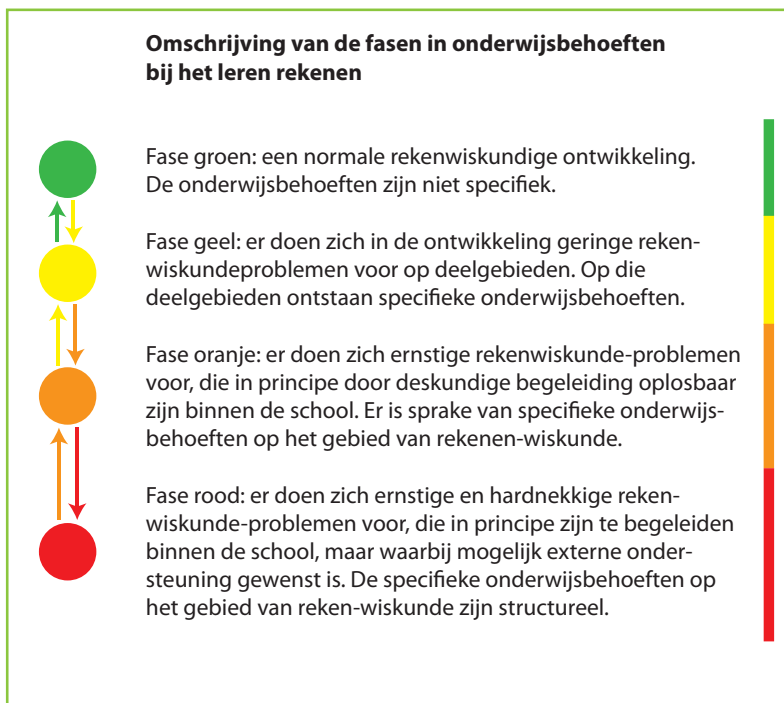 Omschrijving van de fasen in onderwijsbehoeften
bij het leren rekenen
Fase groen: een normale rekenwiskundige ontwikkeling.
De onderwijsbehoeften zijn niet specifiek.
Fase geel: er doen zich in de ontwikkeling geringe reken-
wiskundeproblemen voor op deelgebieden. Op die
deelgebieden ontstaan specifieke onderwijsbehoeften.
Fase oranje: er doen zich ernstige rekenwiskunde-problemen
voor, die in principe door deskundige begeleiding oplosbaar
zijn binnen de school. Er is sprake van specifieke onderwijs-
behoeften op het gebied van rekenen-wiskunde.
Fase rood: er doen zich ernstige en hardnekkige reken-
wiskunde-problemen voor, die in principe zijn te begeleiden
binnen de school, maar waarbij mogelijk externe onder-
steuning gewenst is. De specifieke onderwijsbehoeften op
het gebied van reken-wiskunde zijn structureel.